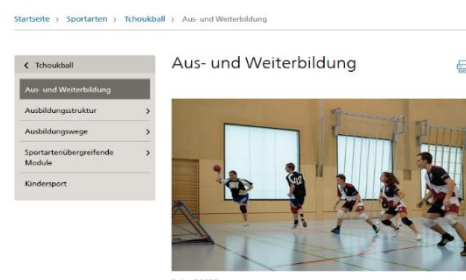 Startseite > Sportarten > Tchoukball > Aus- und Weiterbildung
< Tchoukball
Aus- und Weiterbildung
Ausbildungsstruktur >
Ausbildungswege >
Sportartenübergreifende >
Module
Kindersport
Aus- und Weiterbildung